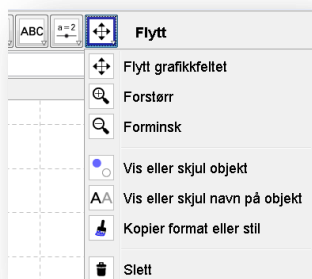 ABC a=2 Flytt
Flytt grafikkfeltet
Forstørr
Forminsk
Vis eller skjul objekt
AA Vis eller skjul navn på objekt
Kopier format eller stil
Slett